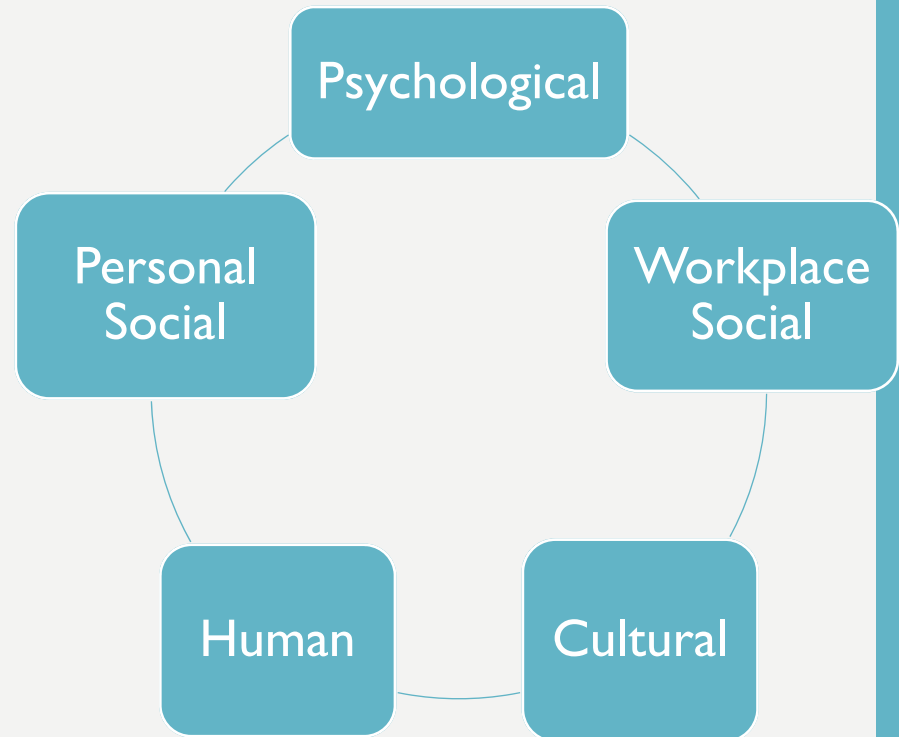 Psychological
Personal
Social
Workplace
Social
Human
Cultural